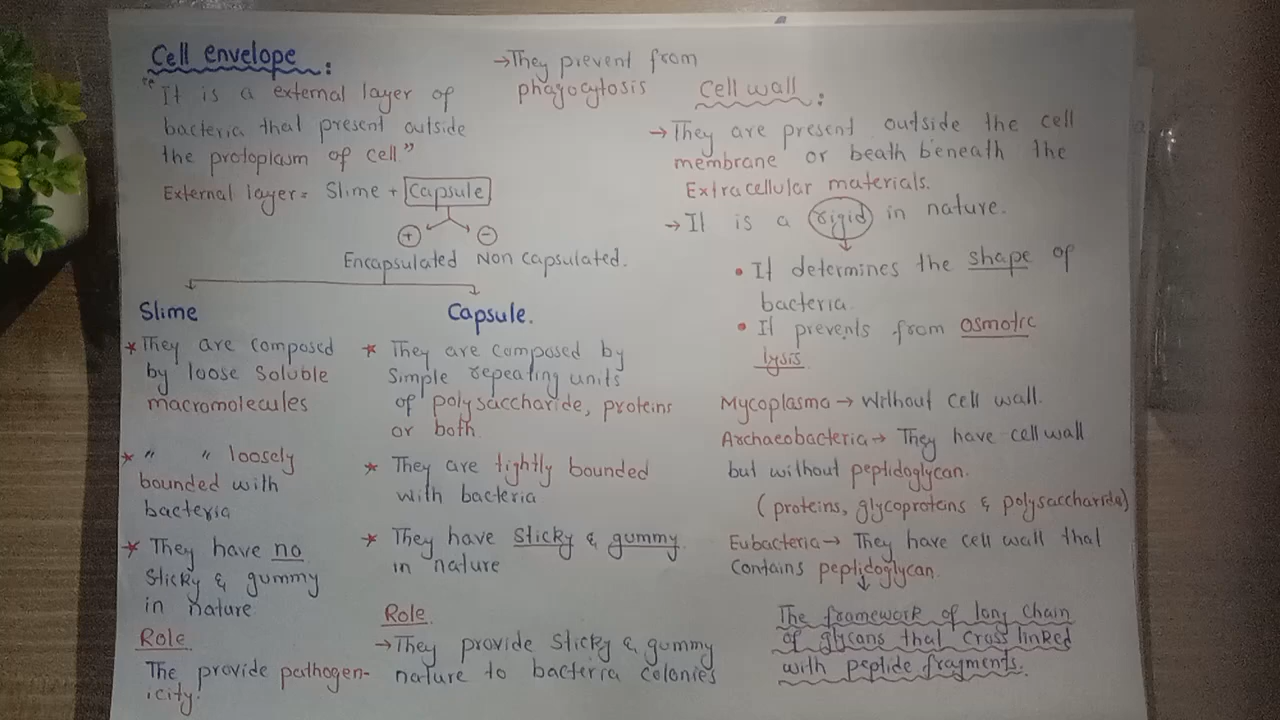 Cell envelope :
"It is a external layer of
bacteria that present outside
the protoplasm of cell."
External layer = Slime + Capsule
+ -
Encapsulated Non capsulated.
Slime
* They are composed
by loose soluble
macromolecules
* " " loosely
bounded with
bacteria
* They have no
sticky & gummy
in nature
Role
The provide pathogen-
icity.
Capsule.
* They are composed by
simple repeating units
of polysaccharide, proteins
or both
* They are tightly bounded
with bacteria
* They have sticky & gummy
in nature
Role
→ They provide sticky & gummy
nature to bacteria colonies
→ They prevent from
phagocytosis
Cell wall :
→ They are present outside the cell
membrane or beath beneath the
Extracellular materials.
→ It is a rigid in nature.
• It determines the shape of
bacteria.
• It prevents from osmotic
lysis
Mycoplasma → Without cell wall.
Archaeobacteria → They have cell wall
but without peptidoglycan.
(proteins, glycoproteins & polysaccharide)
Eubacteria → They have cell wall that
contains peptidoglycan.
The framework of long chain
of glycans that cross linked
with peptide fragments.